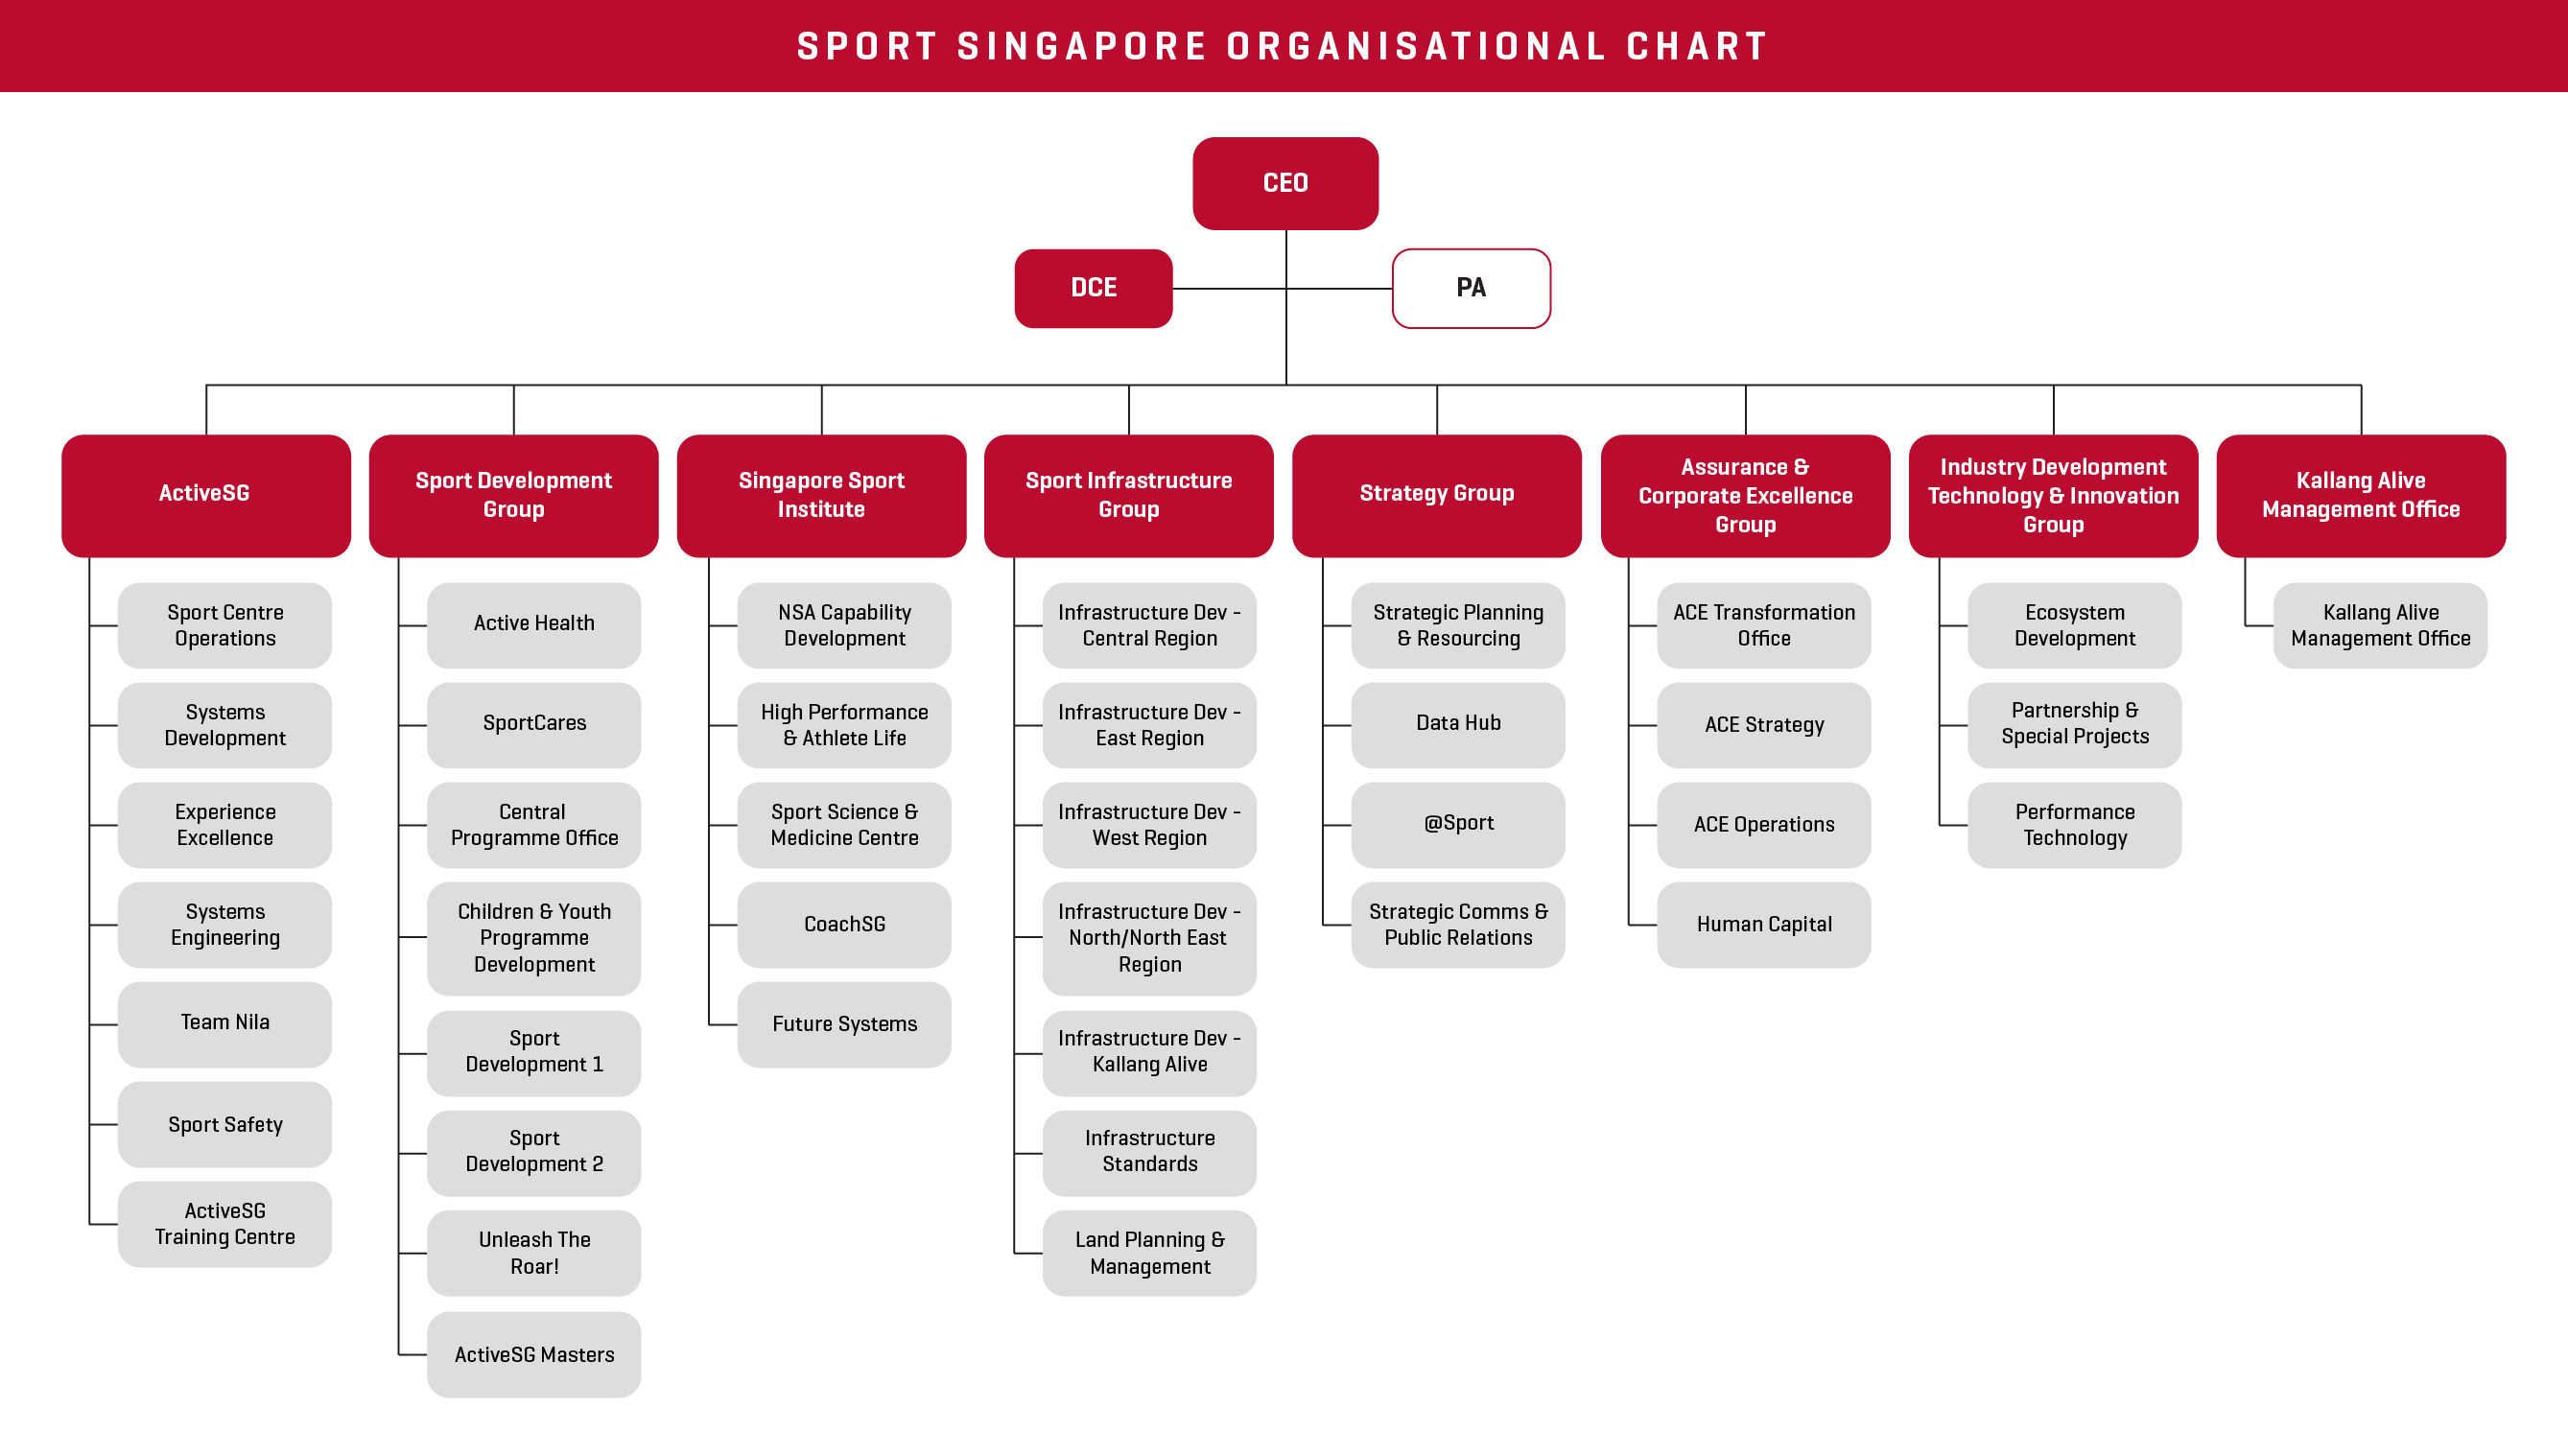 SPORT SINGAPORE ORGANISATIONAL CHART
CEO
DCE
PA
ActiveSG
Sport Centre
Operations
Systems
Development
Experience
Excellence
Systems
Engineering
Team Nila
Sport Safety
ActiveSG
Training Centre
Sport Development
Group
Active Health
SportCares
Central
Programme Office
Children & Youth
Programme
Development
Sport
Development 1
Sport
Development 2
Unleash The
Roar!
ActiveSG Masters
Singapore Sport
Institute
NSA Capability
Development
High Performance
& Athlete Life
Sport Science &
Medicine Centre
CoachSG
Future Systems
Sport Infrastructure
Group
Infrastructure Dev -
Central Region
Infrastructure Dev -
East Region
Infrastructure Dev -
West Region
Infrastructure Dev -
North/North East
Region
Infrastructure Dev -
Kallang Alive
Infrastructure
Standards
Land Planning &
Management
Strategy Group
Strategic Planning
& Resourcing
Data Hub
@Sport
Strategic Comms &
Public Relations
Assurance &
Corporate Excellence
Group
ACE Transformation
Office
ACE Strategy
ACE Operations
Human Capital
Industry Development
Technology & Innovation
Group
Ecosystem
Development
Partnership &
Special Projects
Performance
Technology
Kallang Alive
Management Office
Kallang Alive
Management Office